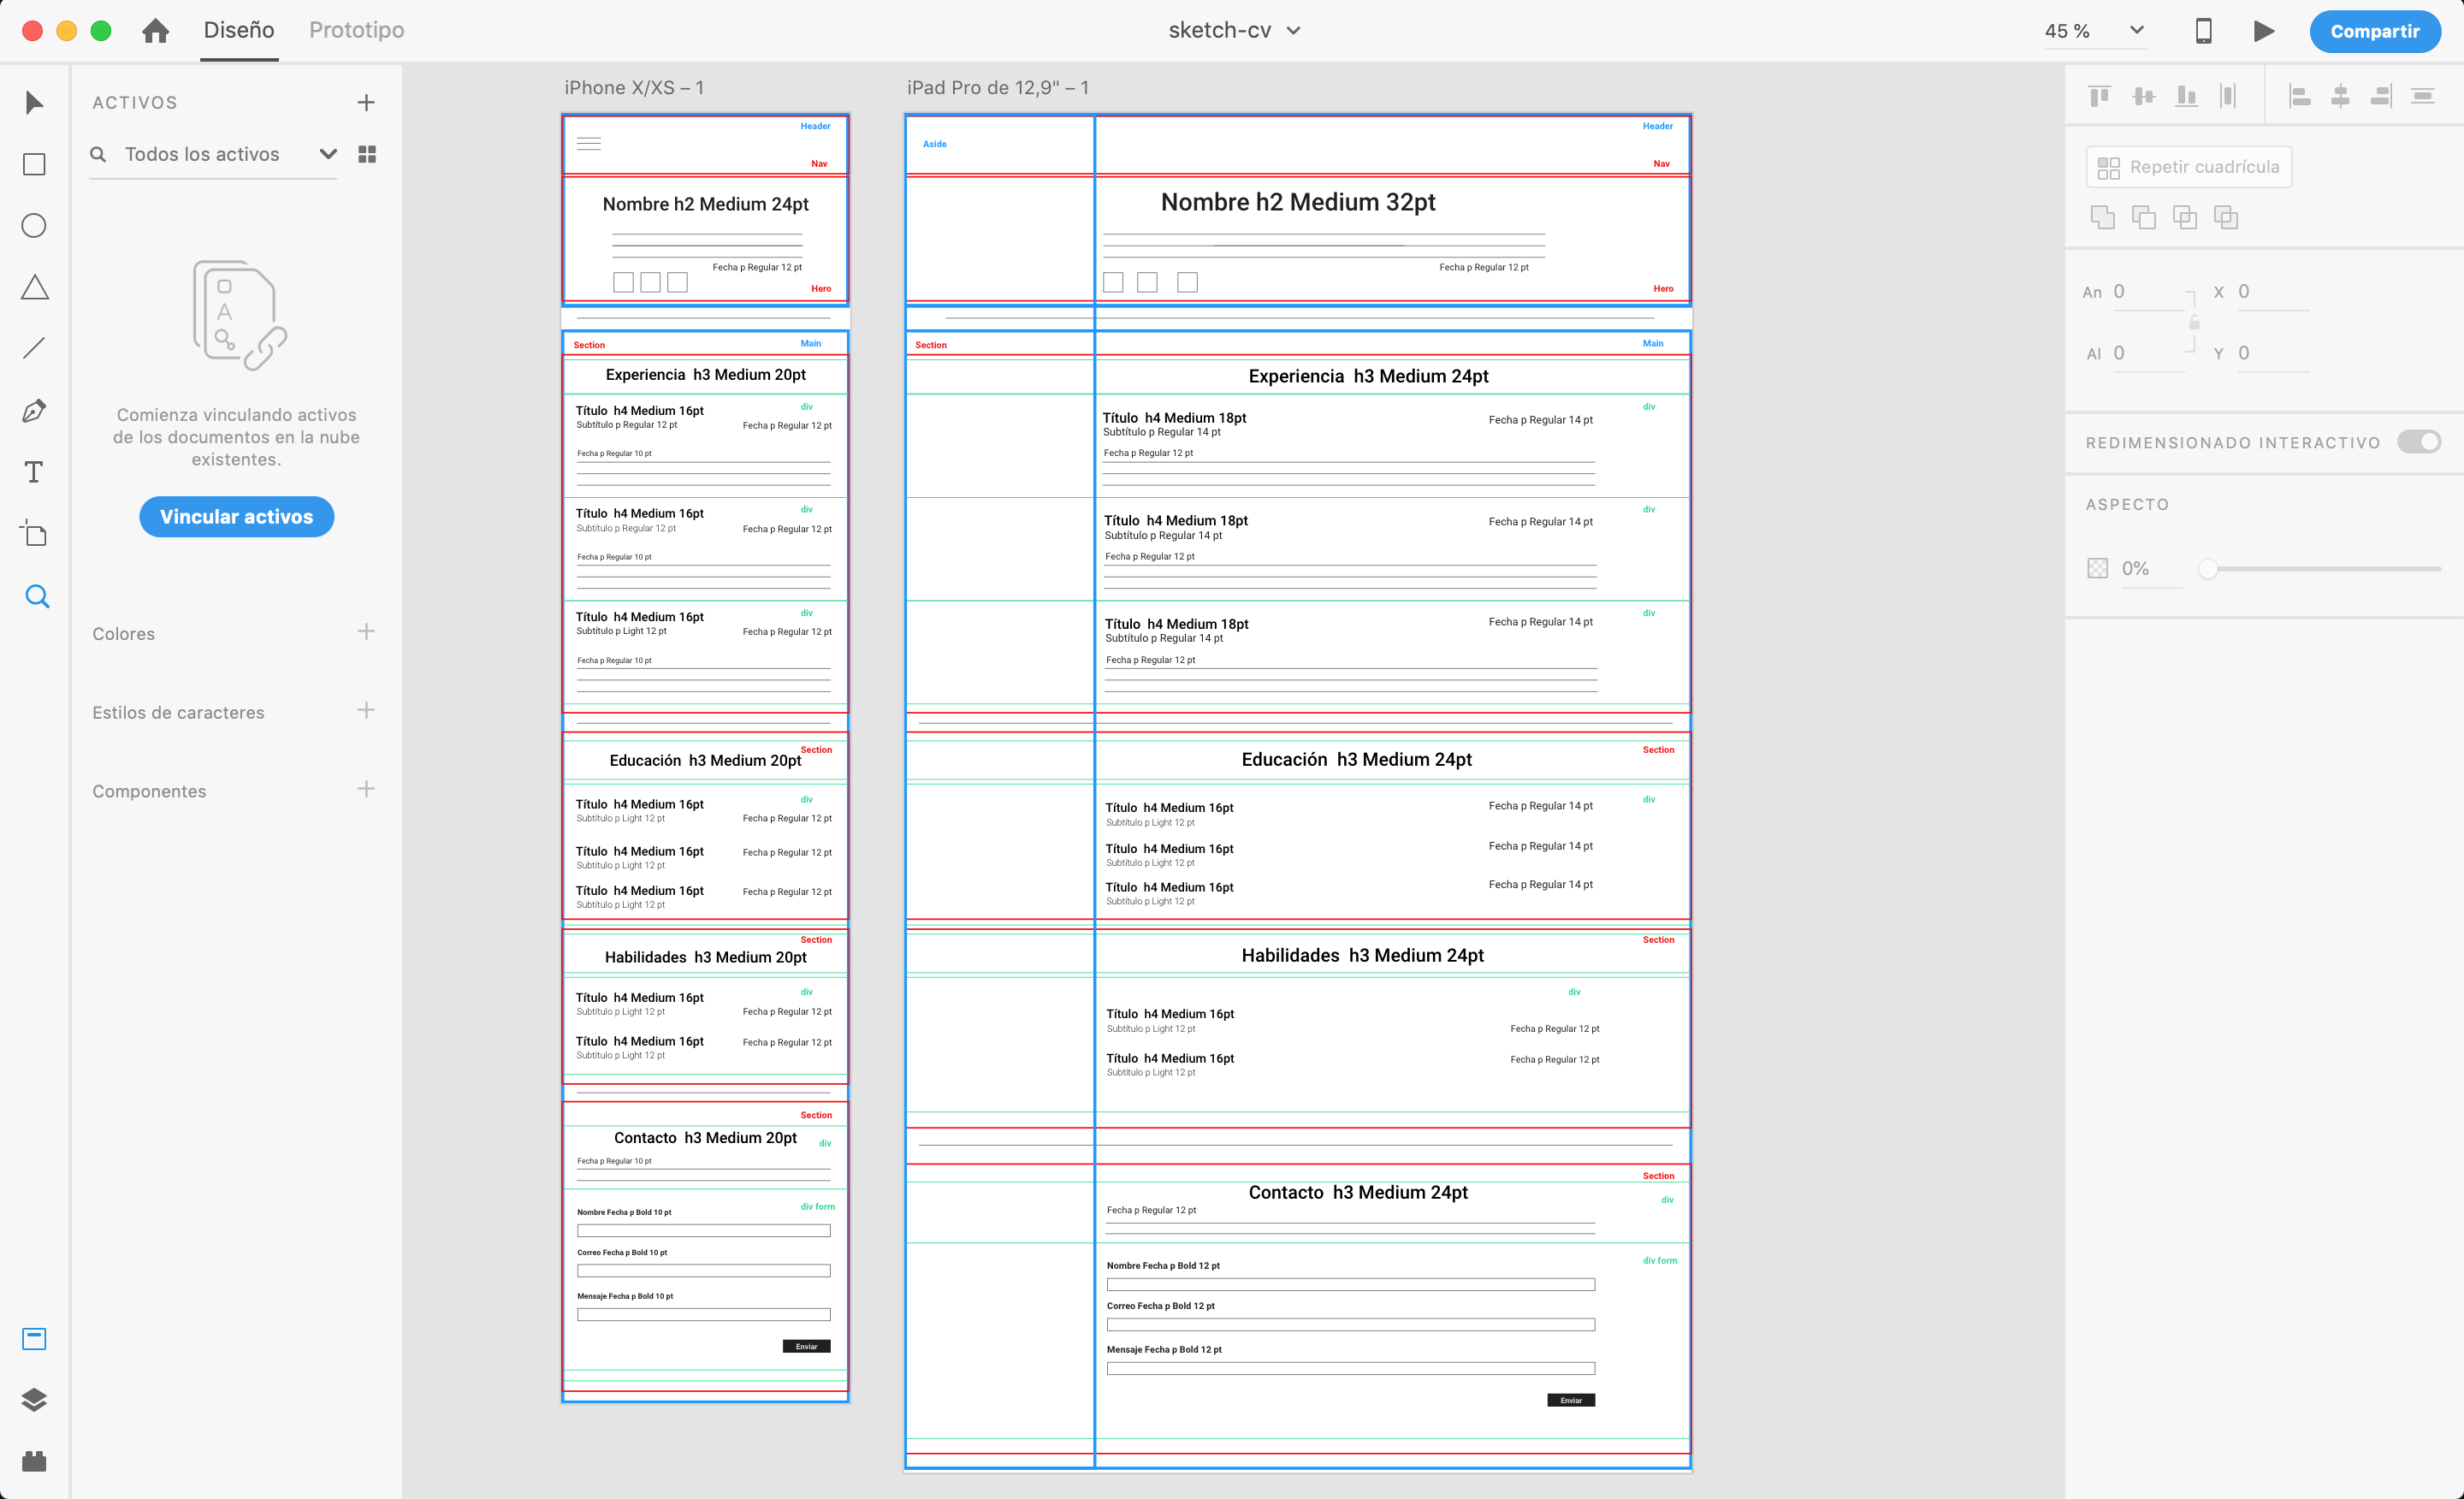 Diseño
Prototipo
sketch-cv
45 %
Compartir
ACTIVOS
Todos los activos
A
Comienza vinculando activos
de los documentos en la nube
existentes.
Vincular activos
Colores
Estilos de caracteres
Componentes
iPhone X/XS – 1
Header
Nav
Nombre h2 Medium 24pt
Fecha p Regular 12 pt
Hero
Section
Main
Experiencia h3 Medium 20pt
Título h4 Medium 16pt
div
Subtítulo p Regular 12 pt
Fecha p Regular 12 pt
Fecha p Regular 10 pt
Título h4 Medium 16pt
div
Subtítulo p Regular 12 pt
Fecha p Regular 12 pt
Fecha p Regular 10 pt
Título h4 Medium 16pt
div
Subtítulo p Light 12 pt
Fecha p Regular 12 pt
Fecha p Regular 10 pt
Section
Educación h3 Medium 20pt
Título h4 Medium 16pt
div
Subtítulo p Light 12 pt
Fecha p Regular 12 pt
Título h4 Medium 16pt
Fecha p Regular 12 pt
Subtítulo p Light 12 pt
Título h4 Medium 16pt
Fecha p Regular 12 pt
Subtítulo p Light 12 pt
Section
Habilidades h3 Medium 20pt
Título h4 Medium 16pt
div
Subtítulo p Light 12 pt
Fecha p Regular 12 pt
Título h4 Medium 16pt
Fecha p Regular 12 pt
Subtítulo p Light 12 pt
Section
Contacto h3 Medium 20pt
div
Fecha p Regular 10 pt
div form
Nombre Fecha p Bold 10 pt
Correo Fecha p Bold 10 pt
Mensaje Fecha p Bold 10 pt
Enviar
iPad Pro de 12,9" – 1
Header
Aside
Nav
Nombre h2 Medium 32pt
Fecha p Regular 12 pt
Hero
Section
Main
Experiencia h3 Medium 24pt
div
Título h4 Medium 18pt
Fecha p Regular 14 pt
Subtítulo p Regular 14 pt
Fecha p Regular 12 pt
div
Título h4 Medium 18pt
Fecha p Regular 14 pt
Subtítulo p Regular 14 pt
Fecha p Regular 12 pt
div
Título h4 Medium 18pt
Fecha p Regular 14 pt
Subtítulo p Regular 14 pt
Fecha p Regular 12 pt
Section
Educación h3 Medium 24pt
div
Título h4 Medium 16pt
Fecha p Regular 14 pt
Subtítulo p Light 12 pt
Título h4 Medium 16pt
Fecha p Regular 14 pt
Subtítulo p Light 12 pt
Título h4 Medium 16pt
Fecha p Regular 14 pt
Subtítulo p Light 12 pt
Section
Habilidades h3 Medium 24pt
div
Título h4 Medium 16pt
Subtítulo p Light 12 pt
Fecha p Regular 12 pt
Título h4 Medium 16pt
Fecha p Regular 12 pt
Subtítulo p Light 12 pt
Section
Contacto h3 Medium 24pt
div
Fecha p Regular 12 pt
div form
Nombre Fecha p Bold 12 pt
Correo Fecha p Bold 12 pt
Mensaje Fecha p Bold 12 pt
Enviar
Repetir cuadrícula
An 0
X 0
Al 0
Y 0
REDIMENSIONADO INTERACTIVO
ASPECTO
0%